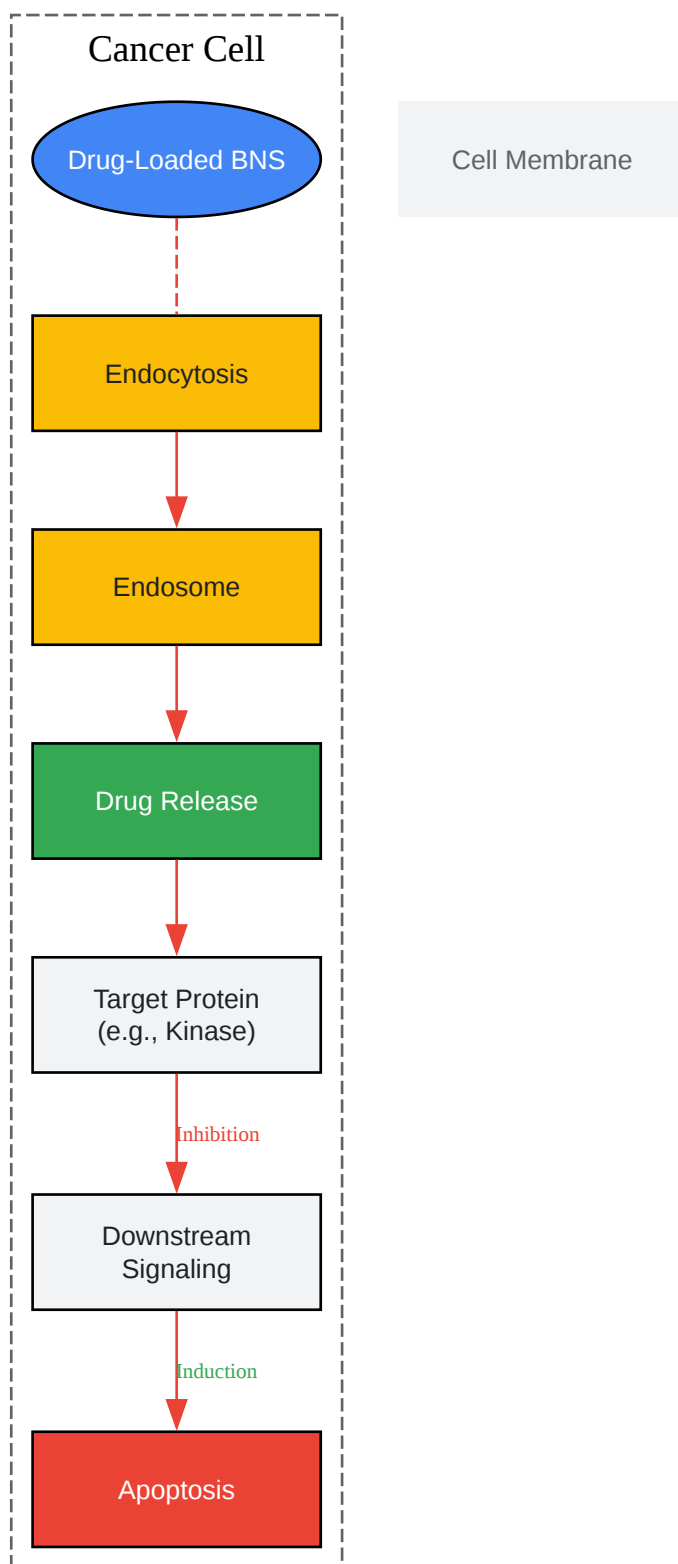 Cancer Cell
Drug-Loaded BNS
Cell Membrane
Endocytosis
Endosome
Drug Release
Target Protein
(e.g., Kinase)
Inhibition
Downstream
Signaling
Induction
Apoptosis